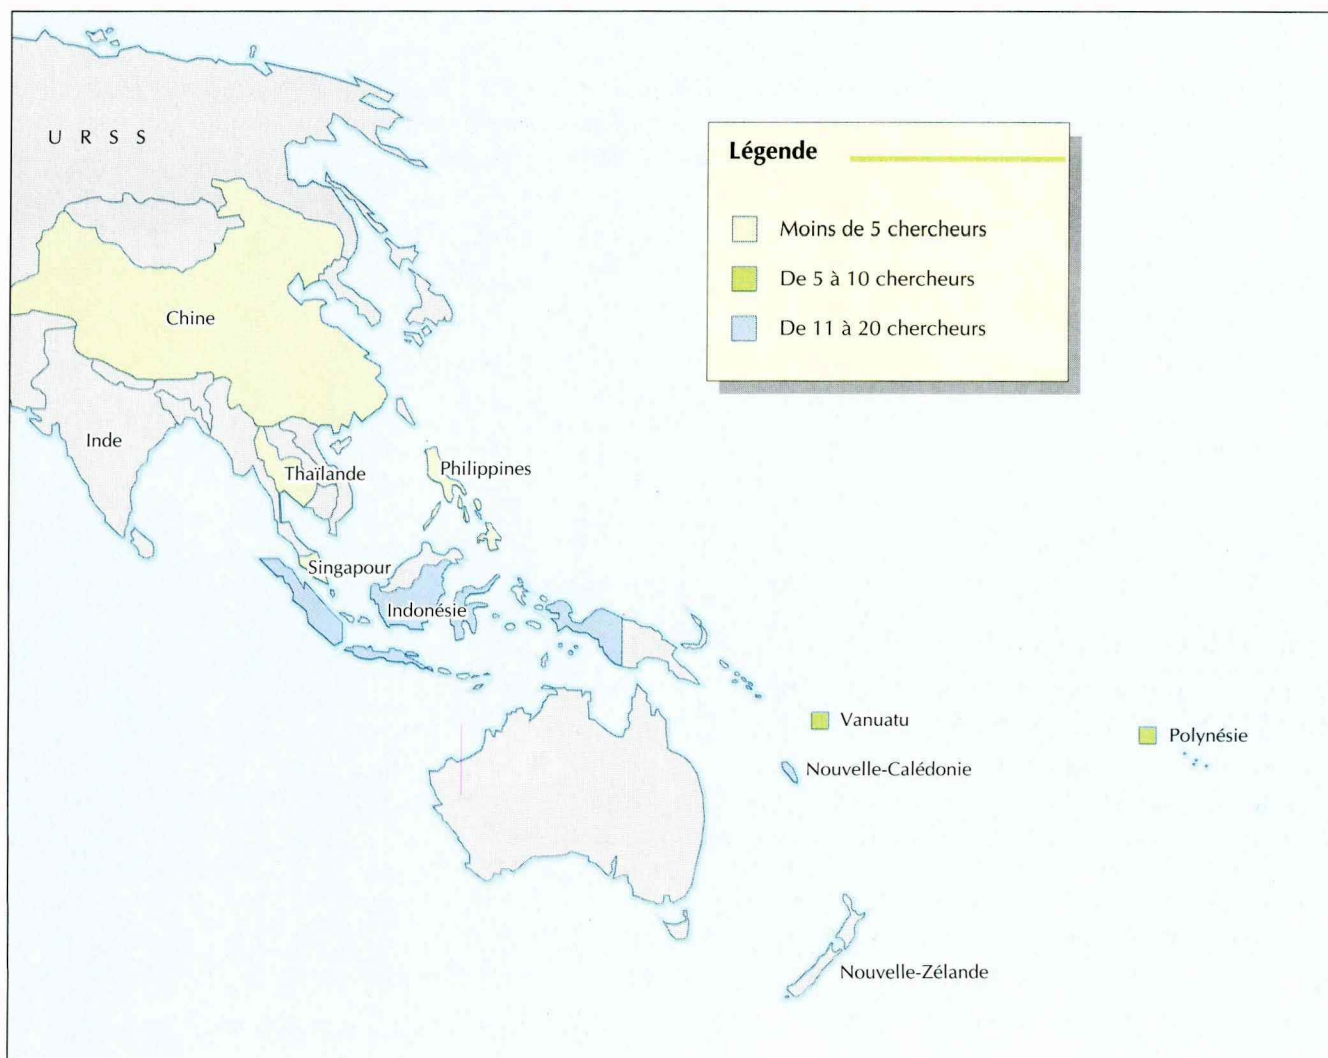 U R S S
Légende
Moins de 5 chercheurs
De 5 à 10 chercheurs
De 11 à 20 chercheurs
Chine
Inde
Thaïlande
Philippines
Singapour
Indonésie
Vanuatu
Polynésie
Nouvelle-Calédonie
Nouvelle-Zélande